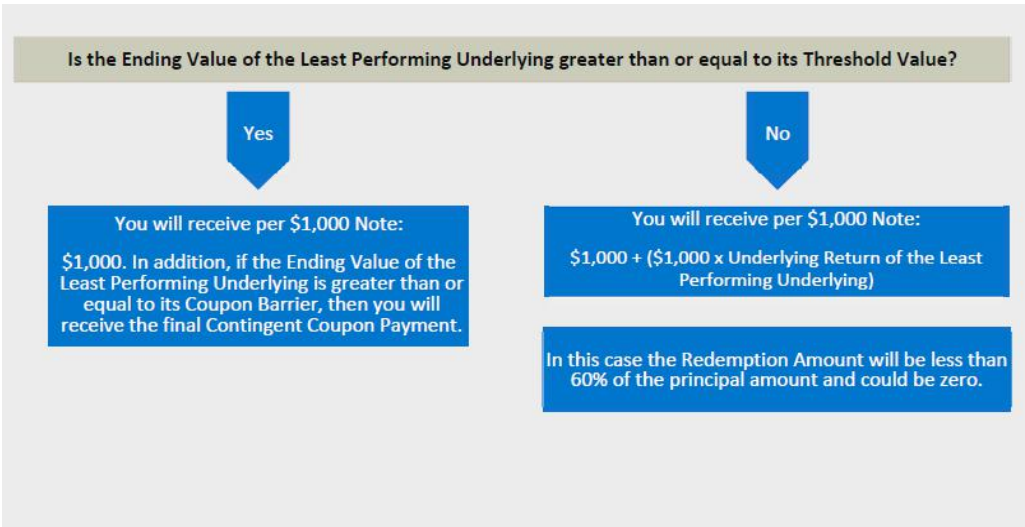 Is the Ending Value of the Least Performing Underlying greater than or equal to its Threshold Value?
Yes
No
You will receive per $1,000 Note:
$1,000. In addition, if the Ending Value of the
Least Performing Underlying is greater than or
equal to its Coupon Barrier, then you will
receive the final Contingent Coupon Payment.
You will receive per $1,000 Note:
$1,000 + ($1,000 x Underlying Return of the Least
Performing Underlying)
In this case the Redemption Amount will be less than
60% of the principal amount and could be zero.